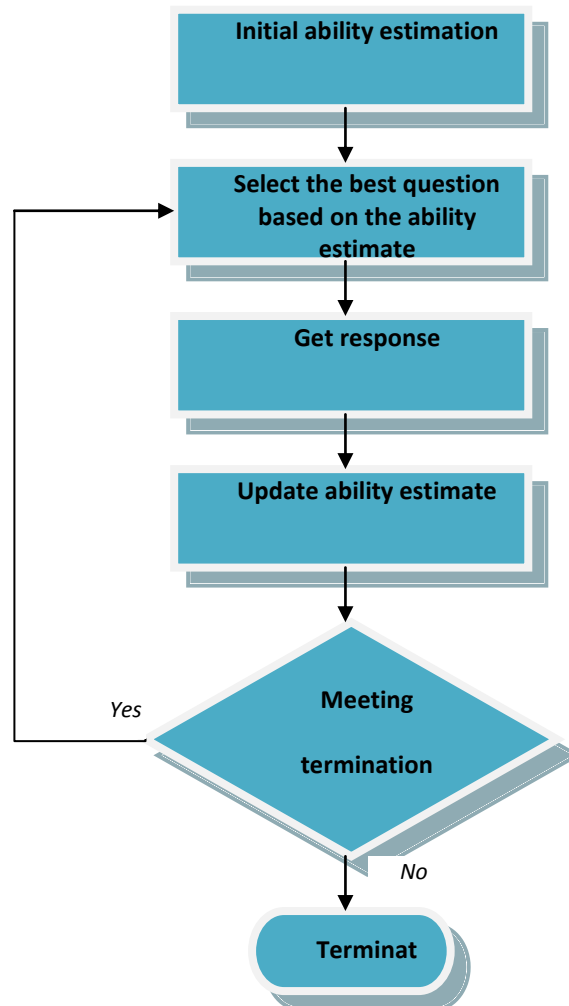 Initial ability estimation
Select the best question
based on the ability
estimate
Get response
Update ability estimate
Meeting
Yes
termination
No
Terminat